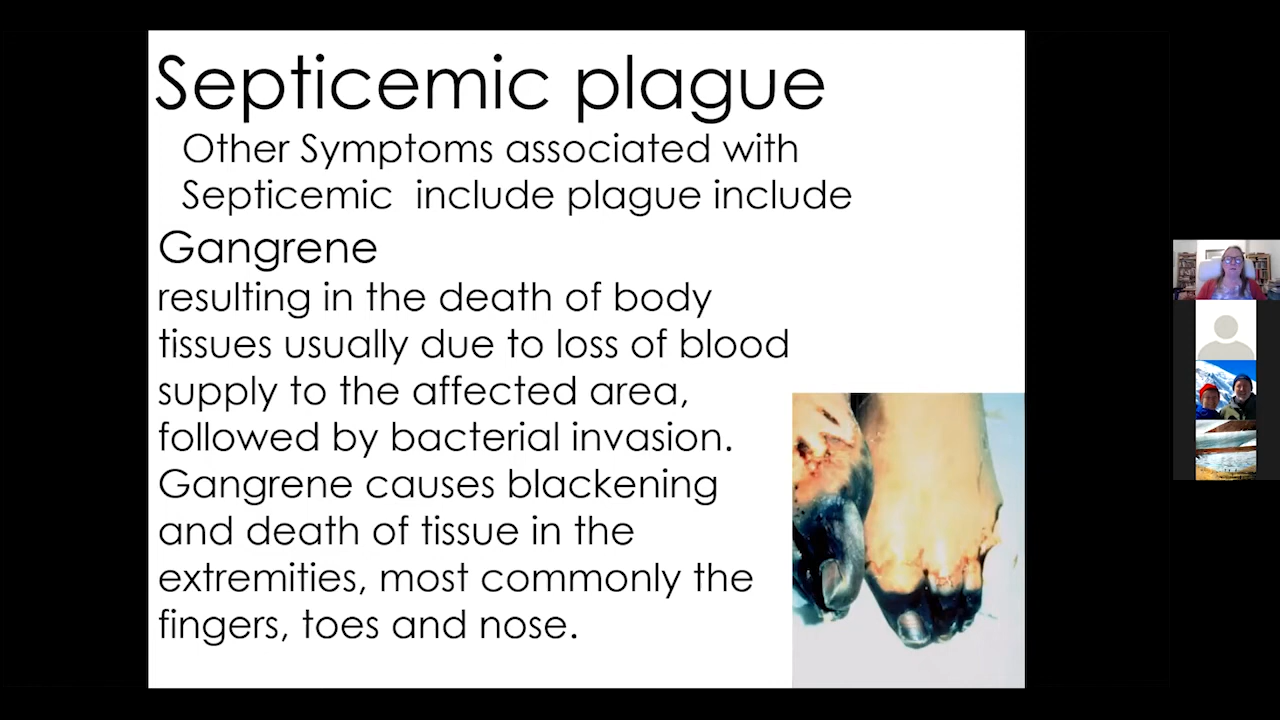 Septicemic plague
Other Symptoms associated with
Septicemic  include plague include
Gangrene
resulting in the death of body
tissues usually due to loss of blood
supply to the affected area,
followed by bacterial invasion.
Gangrene causes blackening
and death of tissue in the
extremities, most commonly the
fingers, toes and nose.